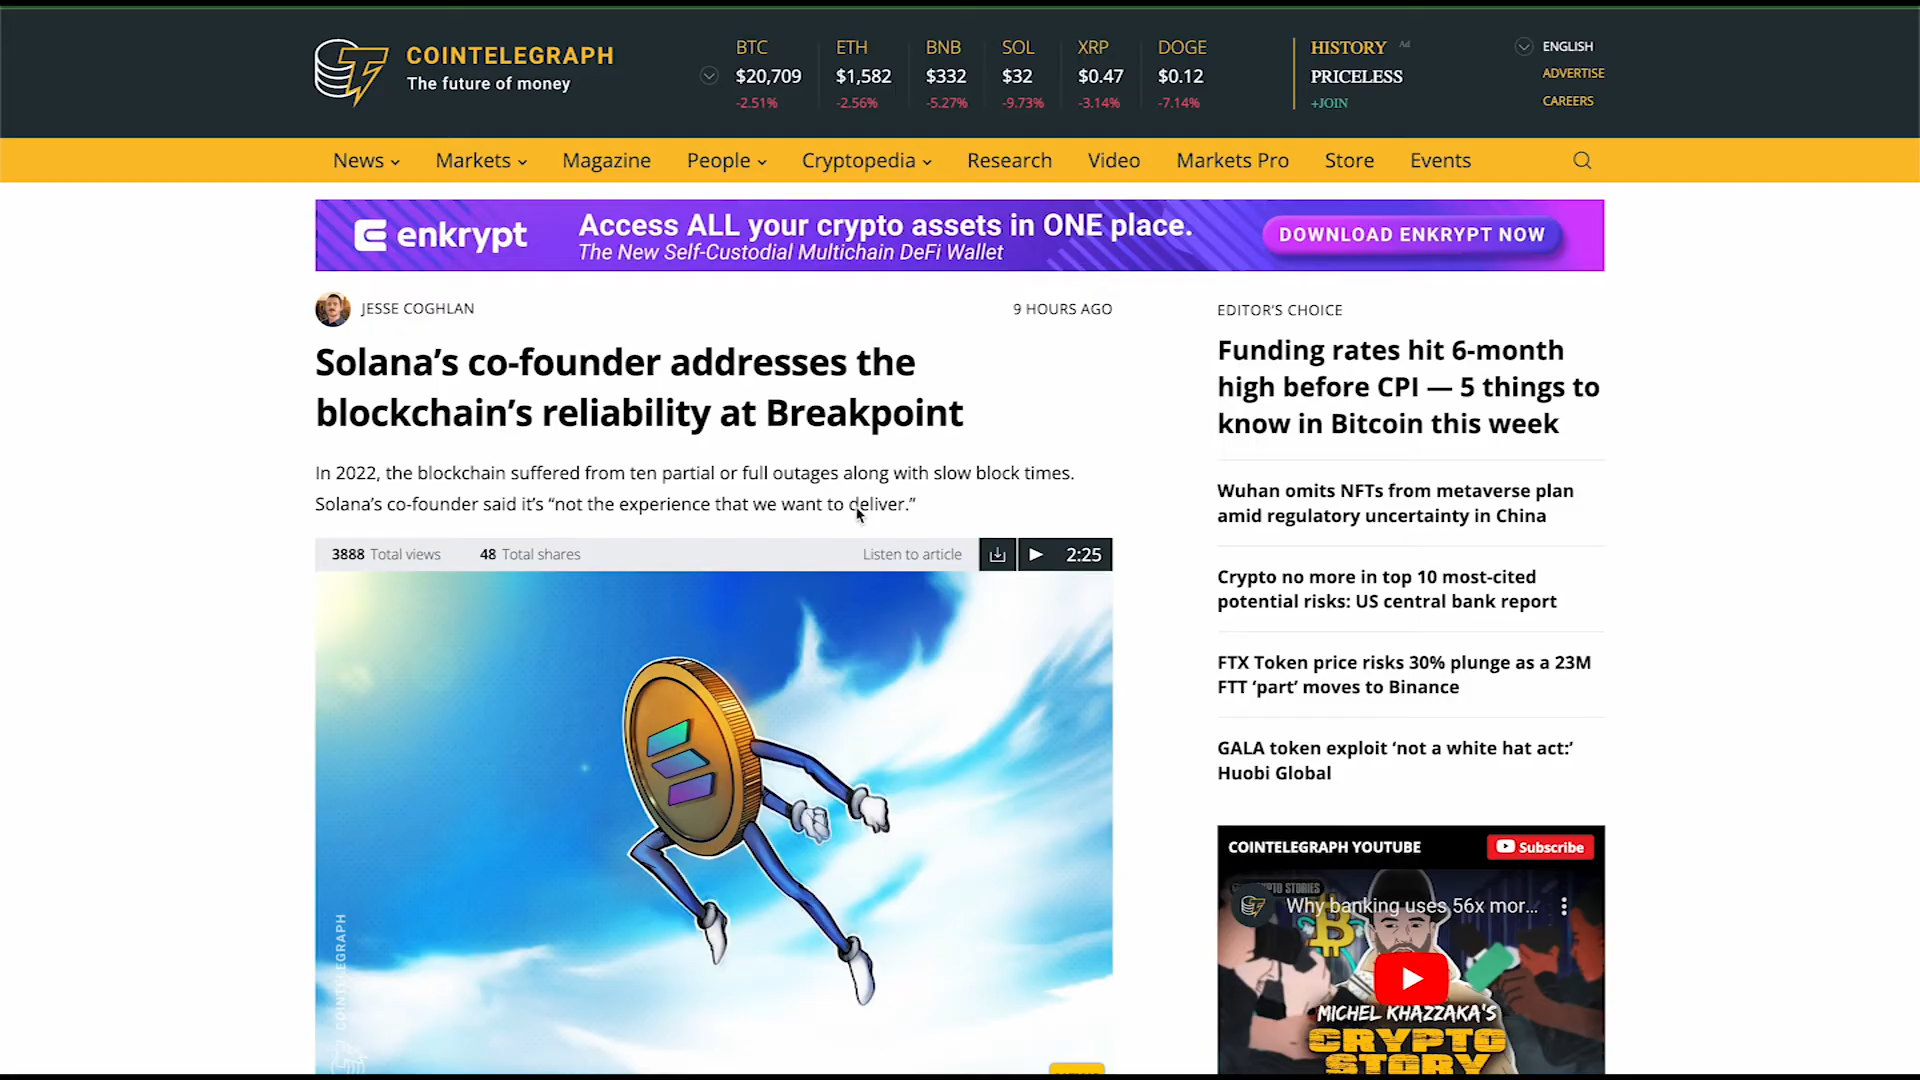 COINTELEGRAPH
The future of money
BTC
$20,709
-2.51%
ETH
$1,582
-2.56%
BNB
$332
-5.27%
SOL
$32
-9.73%
XRP
$0.47
-3.14%
DOGE
$0.12
-7.14%
HISTORY Ad
PRICELESS
+JOIN
ENGLISH
ADVERTISE
CAREERS
News Markets Magazine People Cryptopedia Research Video Markets Pro Store Events
enkrypt
Access ALL your crypto assets in ONE place.
The New Self-Custodial Multichain DeFi Wallet
DOWNLOAD ENKRYPT NOW
JESSE COGHLAN 9 HOURS AGO
Solana’s co-founder addresses the
blockchain’s reliability at Breakpoint
In 2022, the blockchain suffered from ten partial or full outages along with slow block times.
Solana’s co-founder said it’s “not the experience that we want to deliver.”
3888 Total views 48 Total shares Listen to article 2:25
COINTELEGRAPH
EDITOR’S CHOICE
Funding rates hit 6-month
high before CPI — 5 things to
know in Bitcoin this week
Wuhan omits NFTs from metaverse plan
amid regulatory uncertainty in China
Crypto no more in top 10 most-cited
potential risks: US central bank report
FTX Token price risks 30% plunge as a 23M
FTT ‘part’ moves to Binance
GALA token exploit ‘not a white hat act:’
Huobi Global
COINTELEGRAPH YOUTUBE Subscribe
Why banking uses 56x mor...
MICHEL KHAZZAKA'S
CRYPTO
STORY